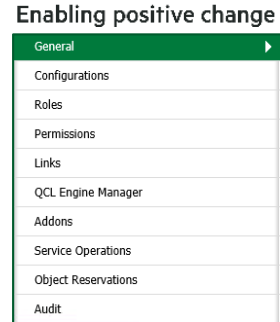 Enabling positive change
General
Configurations
Roles
Permissions
Links
QCL Engine Manager
Addons
Service Operations
Object Reservations
Audit